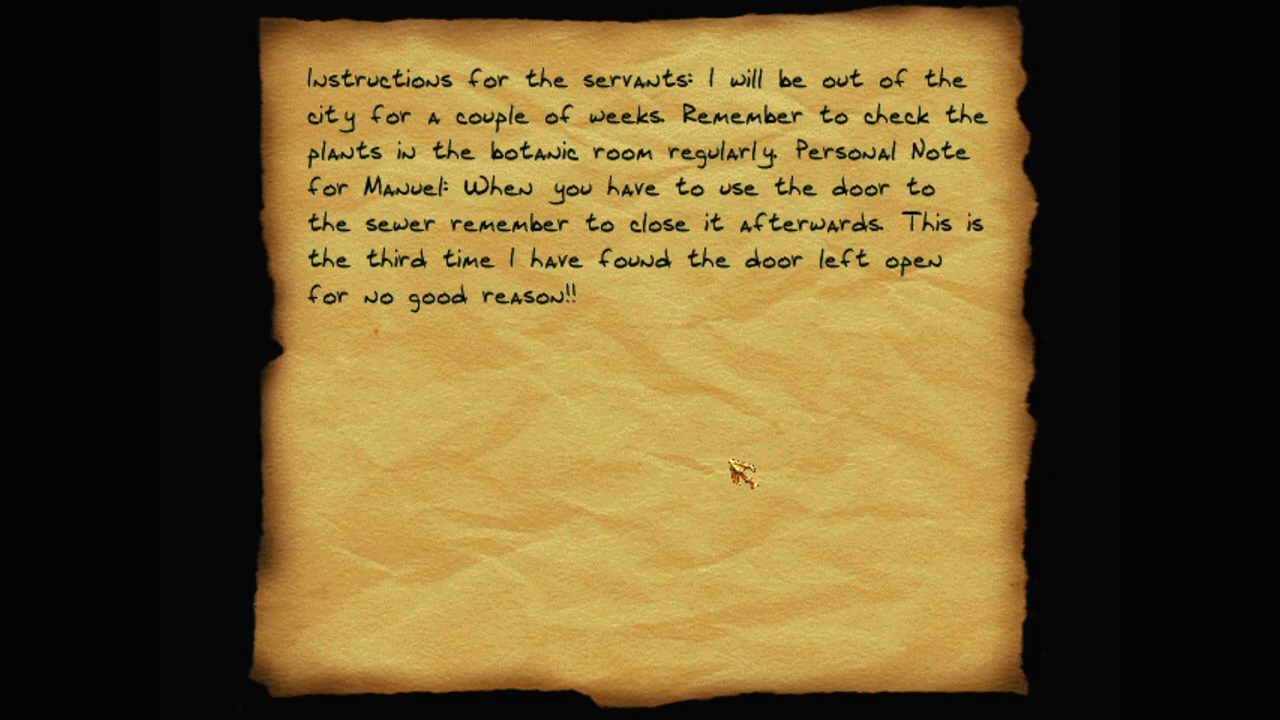 Instructions for the servants: I will be out of the
city for a couple of weeks. Remember to check the
plants in the botanic room regularly. Personal Note
for Manuel: When you have to use the door to
the sewer remember to close it afterwards. This is
the third time I have found the door left open
for no good reason!!